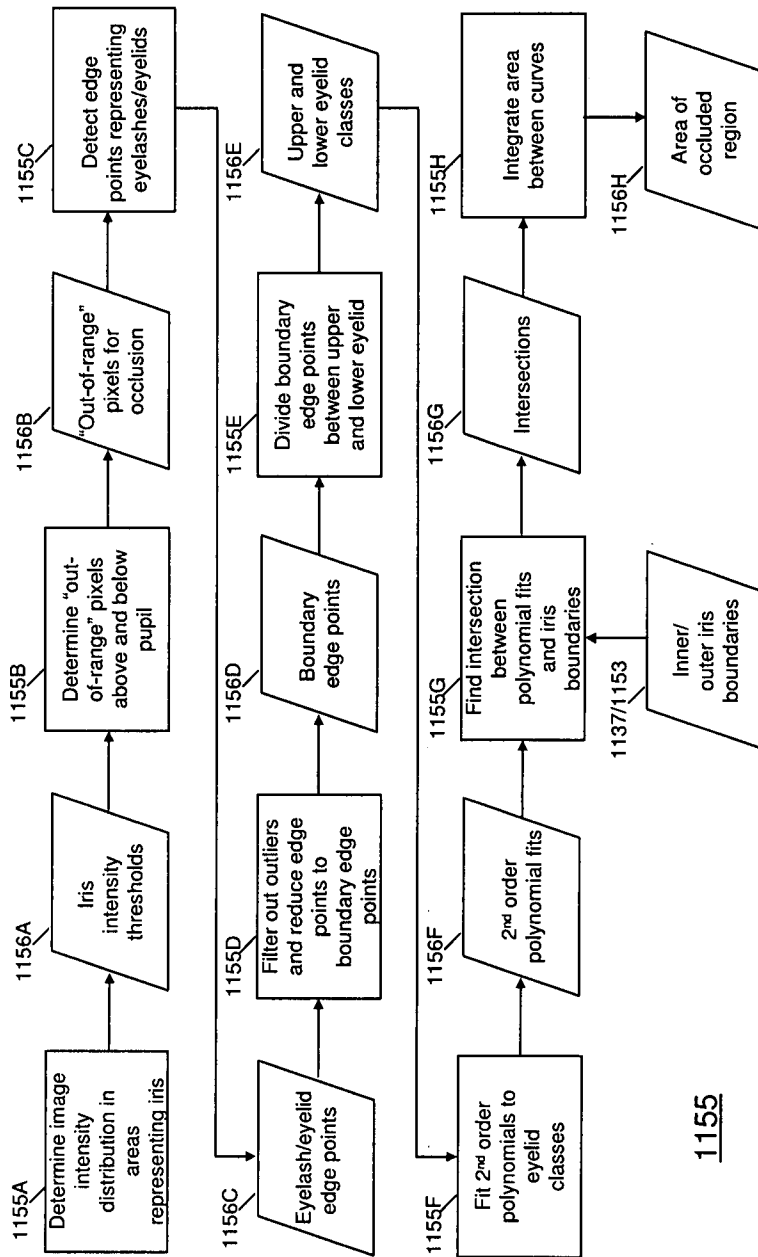 1155A
Determine image
intensity
distribution in
areas
representing iris
1156A
Iris
intensity
thresholds
1155B
Determine "out-
of-range" pixels
above and below
pupil
1156B
"Out-of-range"
pixels for
occlusion
1155C
Detect edge
points representing
eyelashes/eyelids
1156C
Eyelash/eyelid
edge points
1155D
Filter out outliers
and reduce edge
points to
boundary edge
points
1156D
Boundary
edge points
1155E
Divide boundary
edge points
between upper
and lower eyelid
1156E
Upper and
lower eyelid
classes
1155F
Fit 2nd order
polynomials to
eyelid
classes
1156F
2nd order
polynomial fits
1155G
Find intersection
between
polynomial fits
and iris
boundaries
1137/1153
Inner/
outer iris
boundaries
1156G
Intersections
1155H
Integrate area
between curves
1156H
Area of
occluded
region
1155